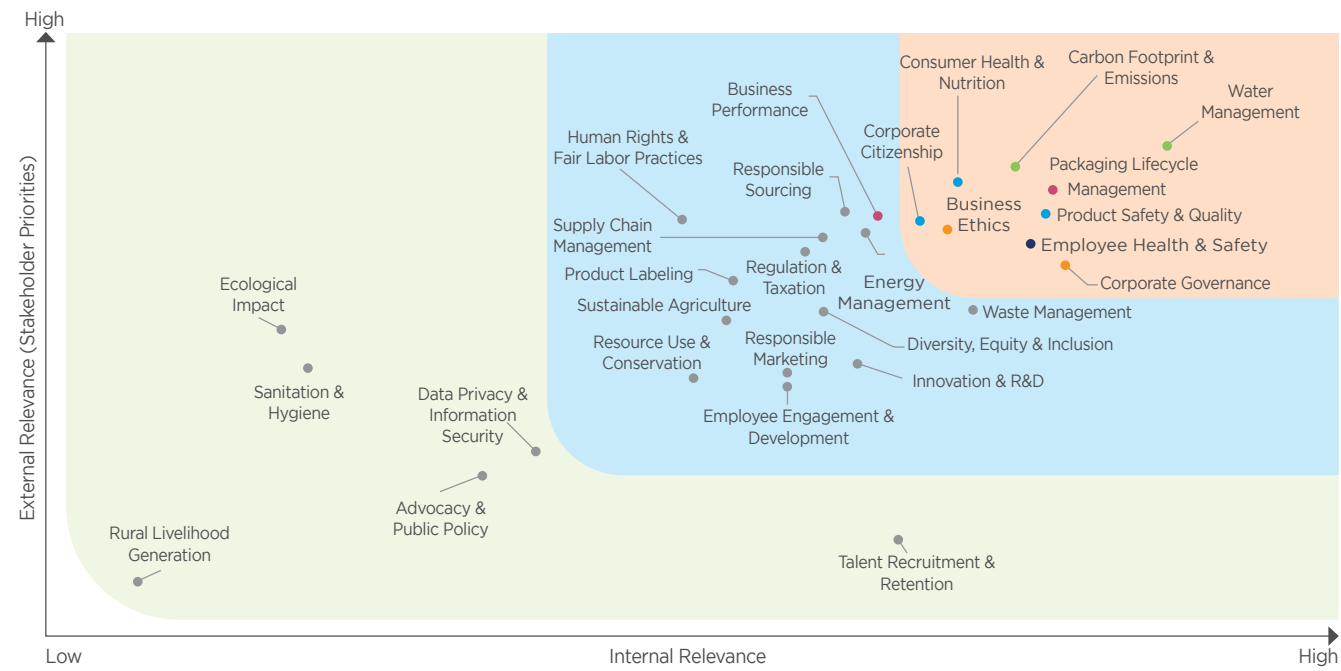 High
External Relevance (Stakeholder Priorities)
Consumer Health &
Nutrition
Carbon Footprint &
Emissions
Water
Management
Business
Performance
Corporate
Citizenship
Human Rights &
Fair Labor Practices
Responsible
Sourcing
Packaging Lifecycle
Management
Business
Ethics
Product Safety & Quality
Supply Chain
Management
Employee Health & Safety
Product Labeling
Regulation &
Taxation
Energy
Management
Corporate Governance
Ecological
Impact
Sustainable Agriculture
Waste Management
Resource Use &
Conservation
Responsible
Marketing
Diversity, Equity & Inclusion
Innovation & R&D
Sanitation &
Hygiene
Data Privacy &
Information
Security
Employee Engagement &
Development
Advocacy &
Public Policy
Rural Livelihood
Generation
Talent Recruitment &
Retention
Low
Internal Relevance
High